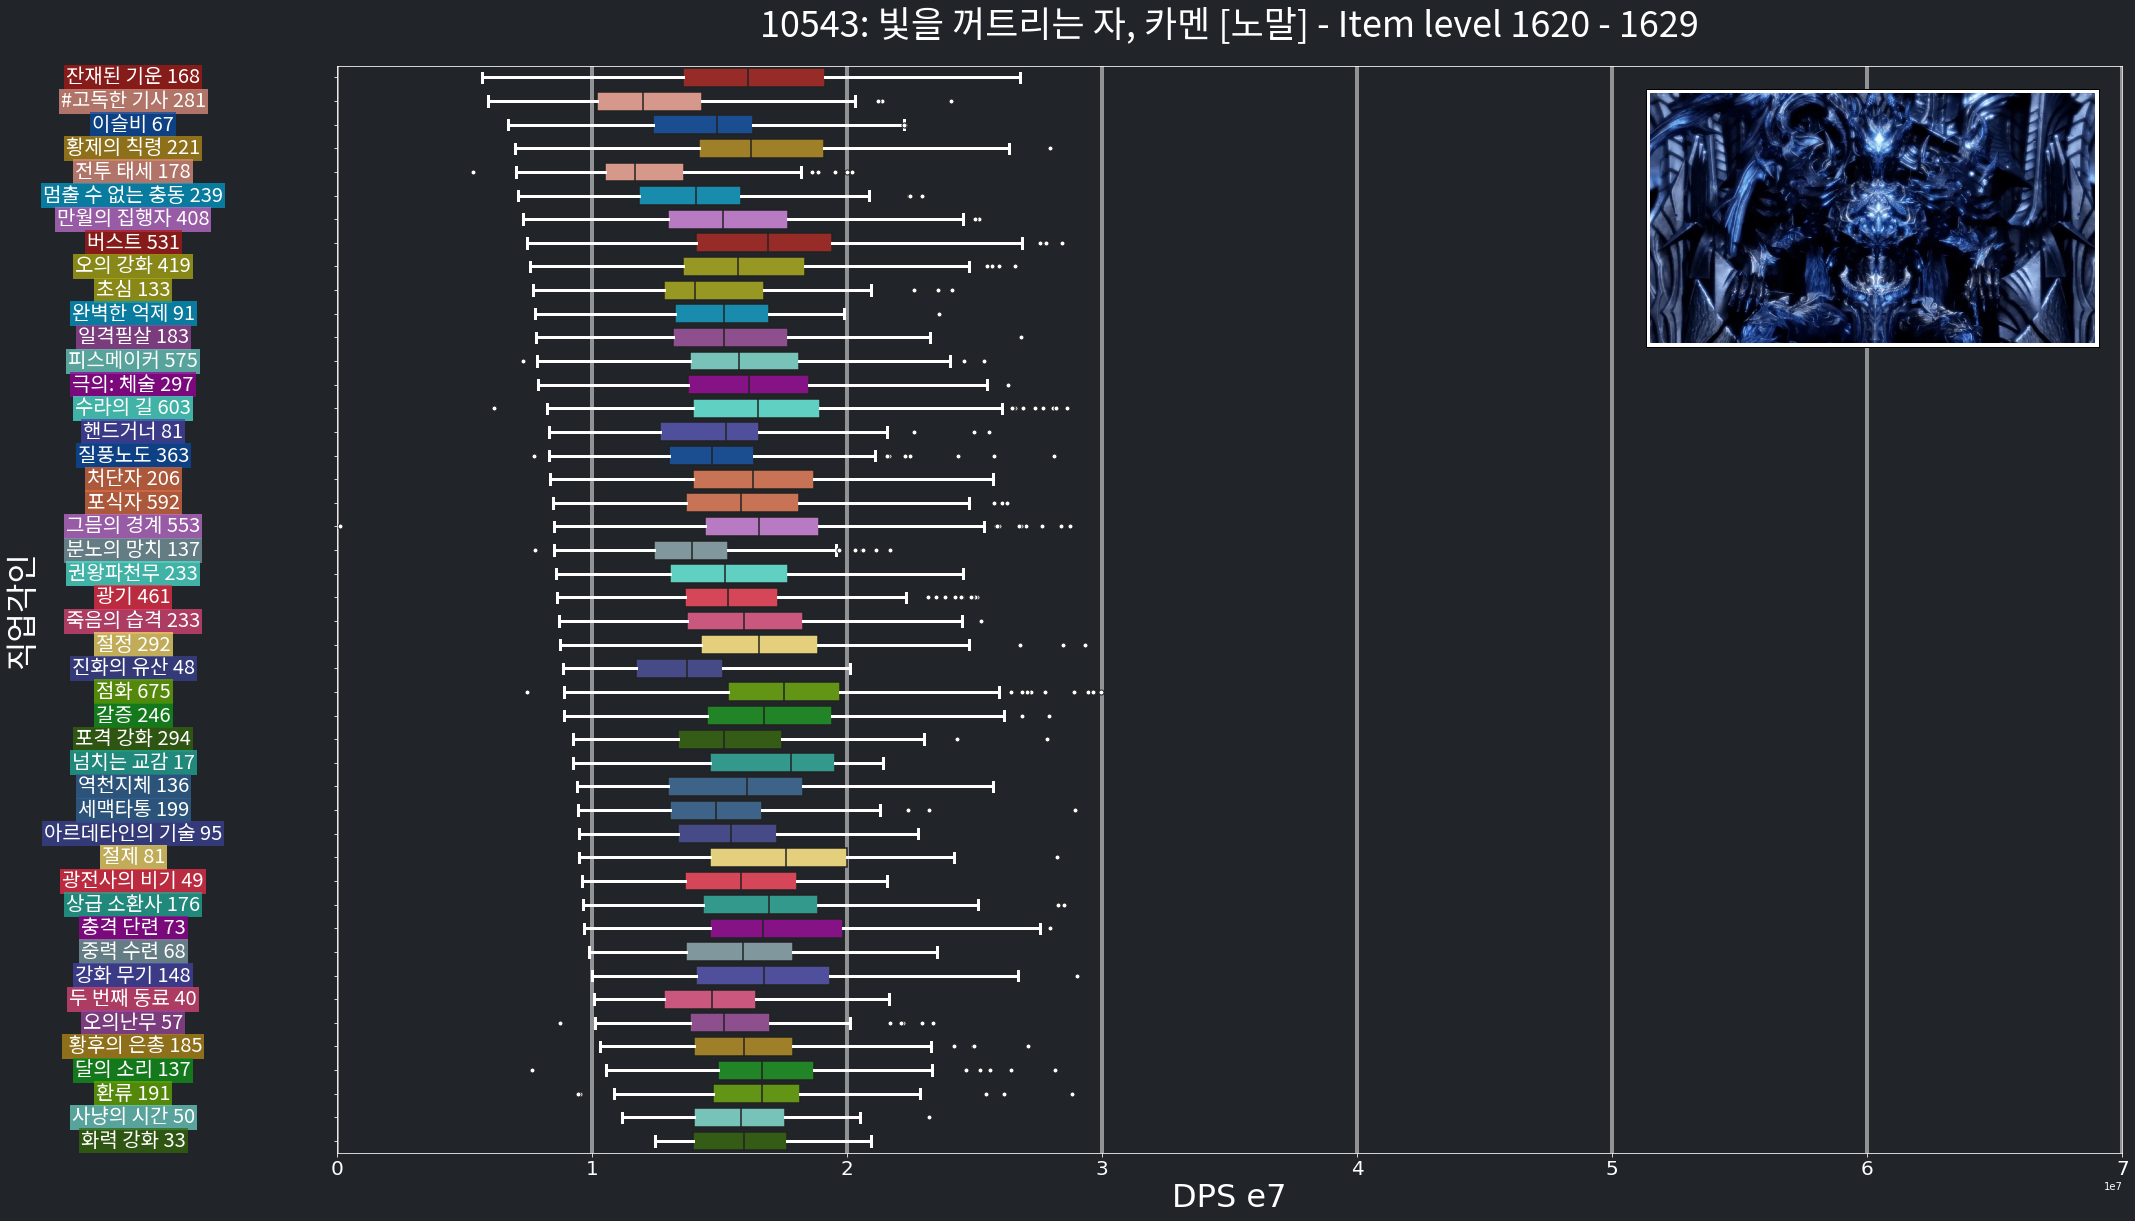 10543: 빛을 꺼트리는 자, 카멘 [노말] - Item level 1620 - 1629
잔재된 기운 168
#고독한 기사 281
이슬비 67
황제의 칙령 221
전투 태세 178
멈출 수 없는 충동 239
만월의 집행자 408
버스트 531
오의 강화 419
초심 133
완벽한 억제 91
일격필살 183
피스메이커 575
극의: 체술 297
수라의 길 603
핸드거너 81
질풍노도 363
처단자 206
포식자 592
그믐의 경계 553
분노의 망치 137
권왕파천무 233
광기 461
죽음의 습격 233
절정 292
진화의 유산 48
점화 675
갈증 246
포격 강화 294
넘치는 교감 17
역천지체 136
세맥타통 199
아르데타인의 기술 95
절제 81
광전사의 비기 49
상급 소환사 176
충격 단련 73
중력 수련 68
강화 무기 148
두 번째 동료 40
오의난무 57
황후의 은총 185
달의 소리 137
환류 191
사냥의 시간 50
화력 강화 33
직업각인
0 1 2 3 4 5 6 7
1e7
DPS e7